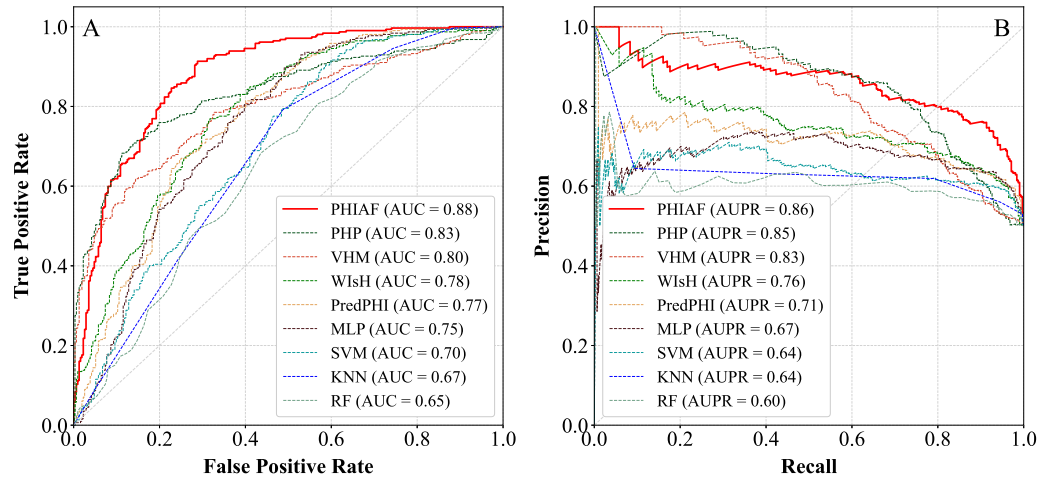 A
True Positive Rate
1.0
0.8
0.6
0.4
0.2
0.0
PHIAF (AUC = 0.88)
PHP (AUC = 0.83)
VHM (AUC = 0.80)
WIsH (AUC = 0.78)
PredPHI (AUC = 0.77)
MLP (AUC = 0.75)
SVM (AUC = 0.70)
KNN (AUC = 0.67)
RF (AUC = 0.65)
0.0 0.2 0.4 0.6 0.8 1.0
False Positive Rate
B
Precision
1.0
0.8
0.6
0.4
0.2
0.0
PHIAF (AUPR = 0.86)
PHP (AUPR = 0.85)
VHM (AUPR = 0.83)
WIsH (AUPR = 0.76)
PredPHI (AUPR = 0.71)
MLP (AUPR = 0.67)
SVM (AUPR = 0.64)
KNN (AUPR = 0.64)
RF (AUPR = 0.60)
0.0 0.2 0.4 0.6 0.8 1.0
Recall